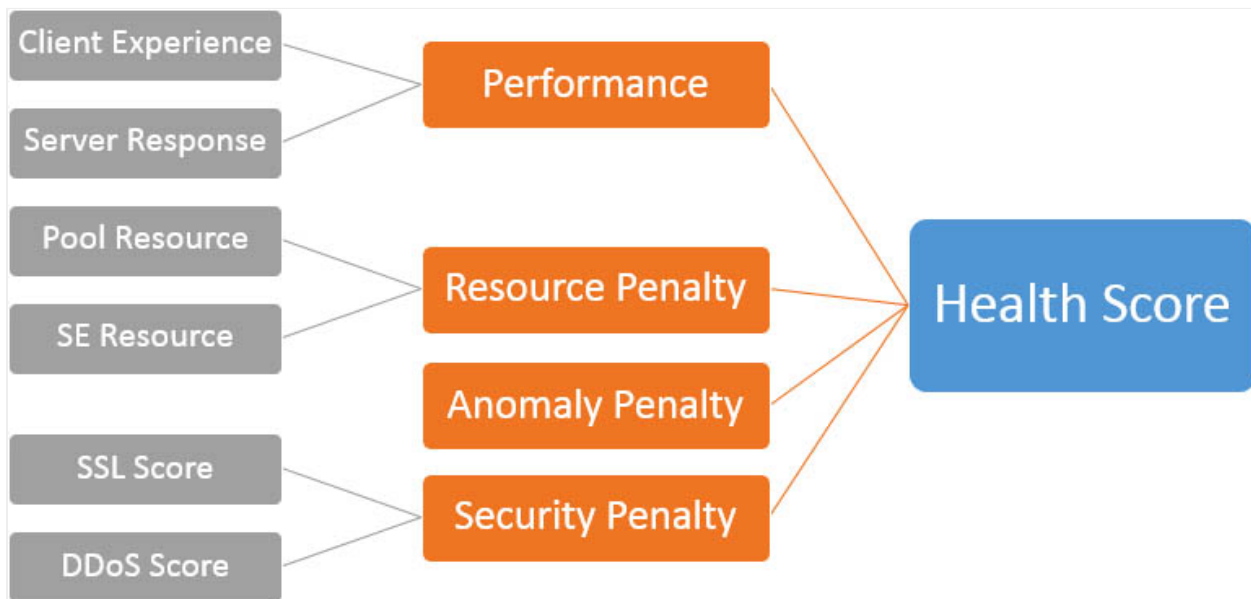 Client Experience
Server Response
Pool Resource
SE Resource
SSL Score
DDoS Score
Performance
Resource Penalty
Anomaly Penalty
Security Penalty
Health Score